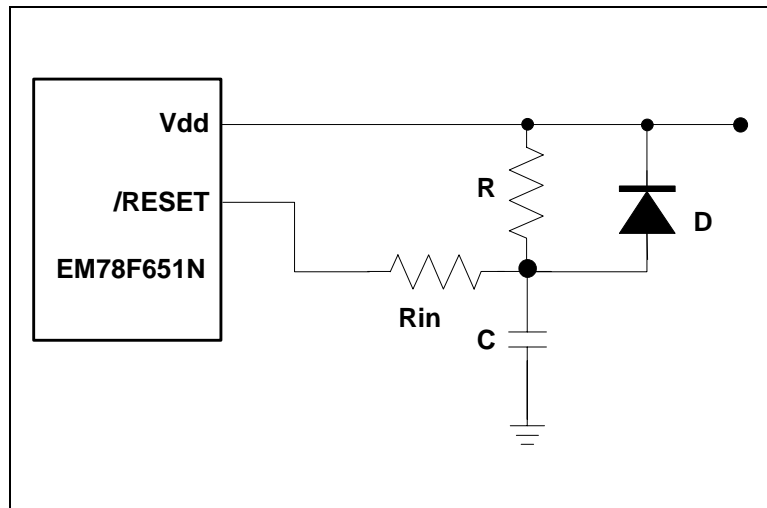 Vdd
/RESET
EM78F651N
R
D
Rin
C